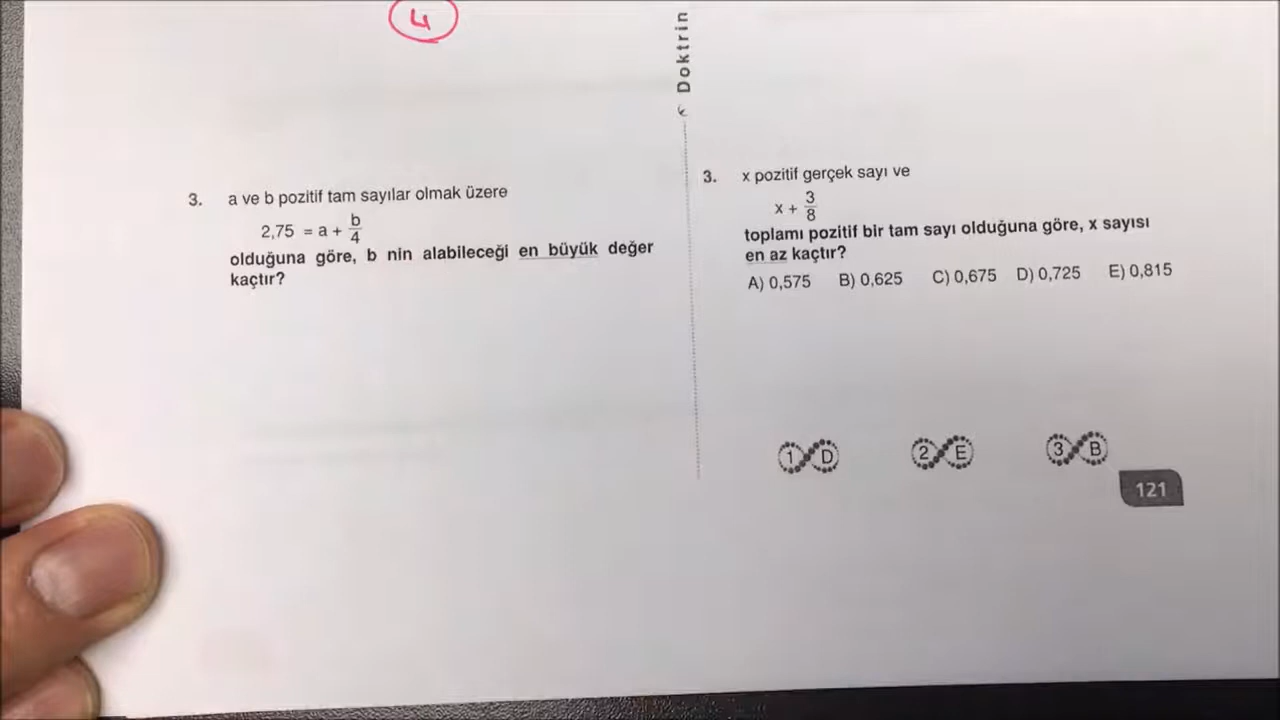 4
Doktrin
3. a ve b pozitif tam sayılar olmak üzere
2,75 = a + b/4
olduğuna göre, b nin alabileceği en büyük değer
kaçtır?
3. x pozitif gerçek sayı ve
x + 3/8
toplamı pozitif bir tam sayı olduğuna göre, x sayısı
en az kaçtır?
A) 0,575 B) 0,625 C) 0,675 D) 0,725 E) 0,815
1 D 2 E 3 B
121